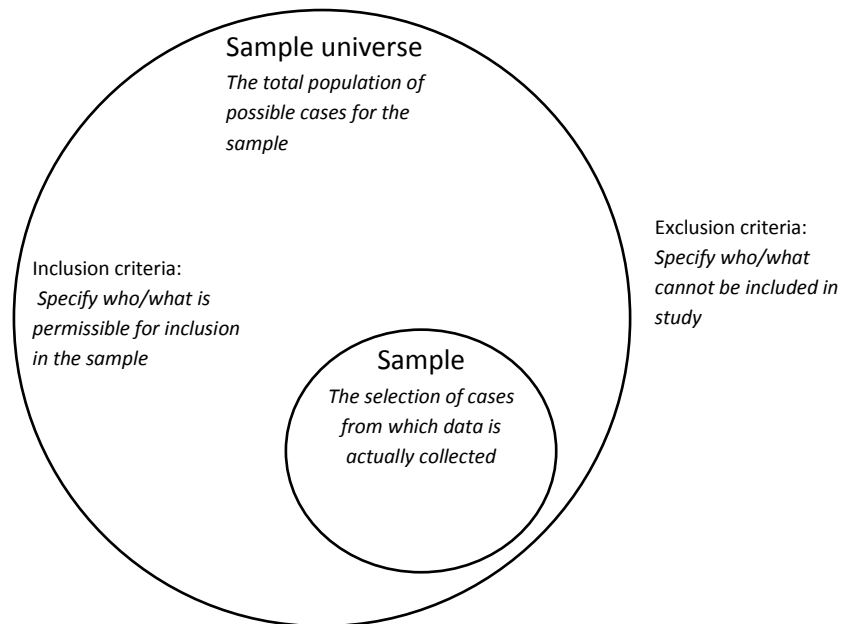 Sample universe
The total population of
possible cases for the
sample
Inclusion criteria:
Specify who/what is
permissible for inclusion
in the sample
Exclusion criteria:
Specify who/what
cannot be included in
study
Sample
The selection of cases
from which data is
actually collected